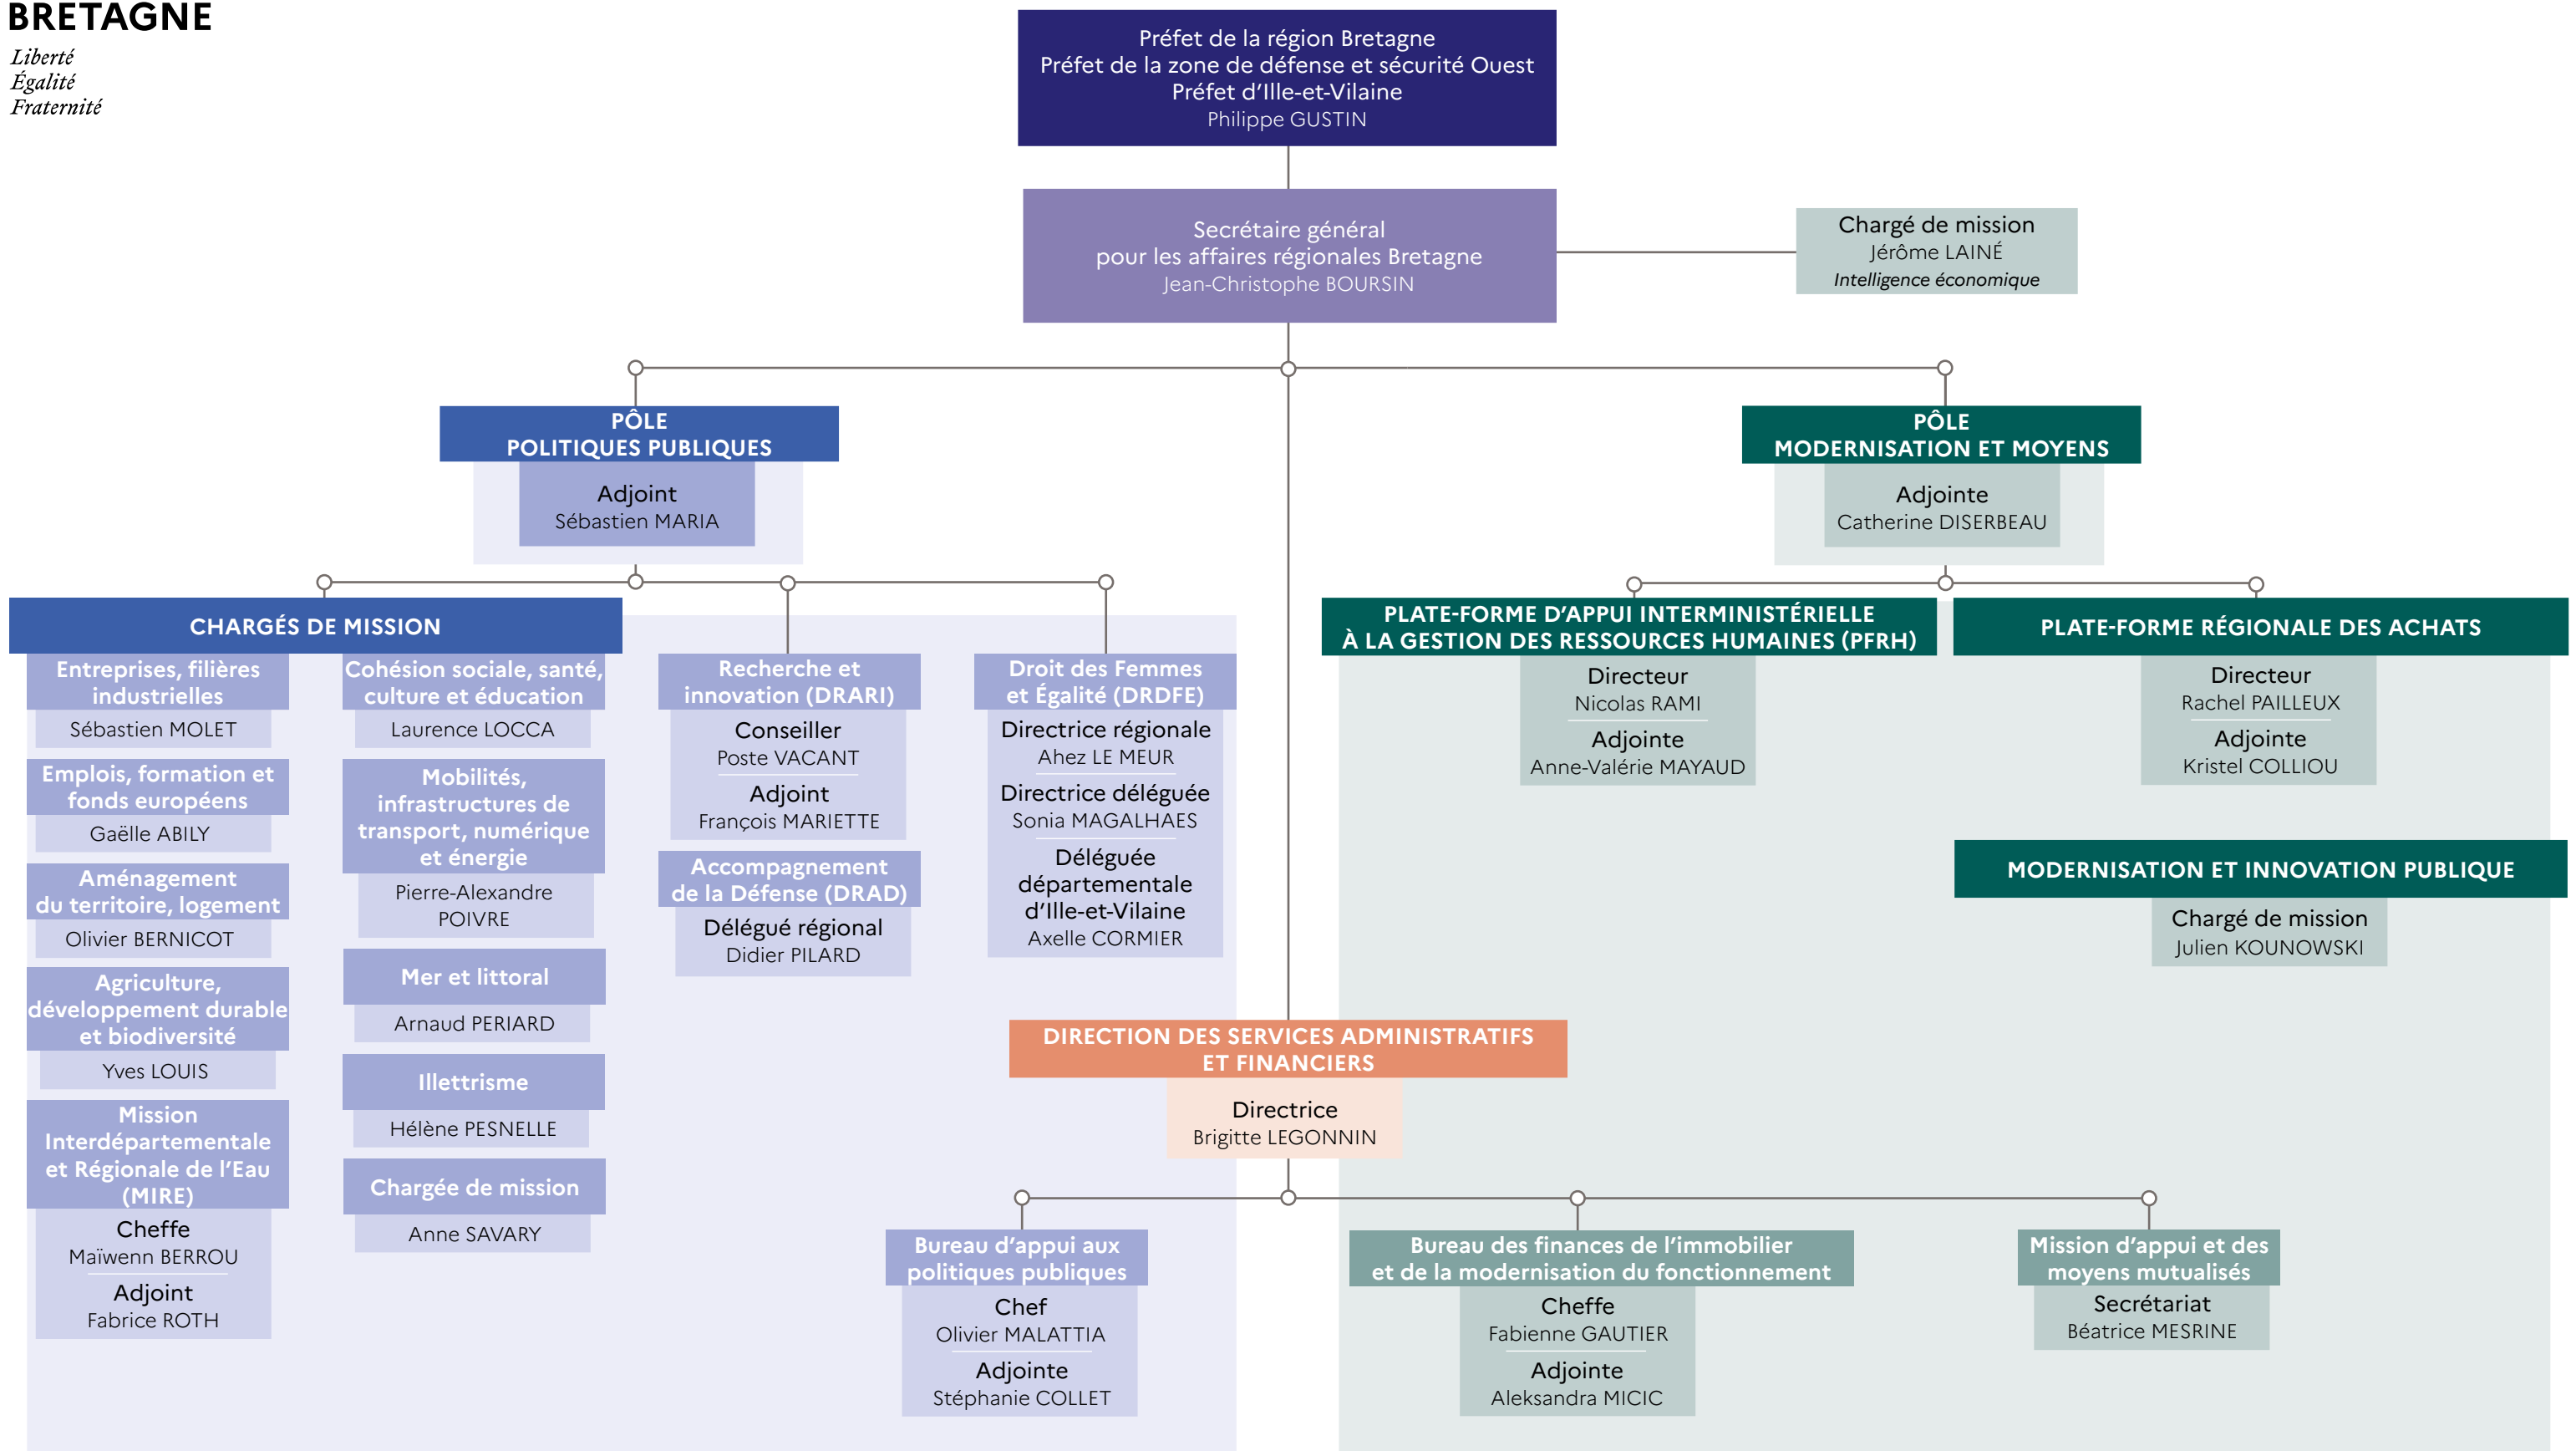 BRETAGNE
Liberté
Égalité
Fraternité
Préfet de la région Bretagne
Préfet de la zone de défense et sécurité Ouest
Préfet d’Ille-et-Vilaine
Philippe GUSTIN
Secrétaire général
pour les affaires régionales Bretagne
Jean-Christophe BOURSIN
Chargé de mission
Jérôme LAINÉ
Intelligence économique
PÔLE
POLITIQUES PUBLIQUES
Adjoint
Sébastien MARIA
PÔLE
MODERNISATION ET MOYENS
Adjointe
Catherine DISERBEAU
CHARGÉS DE MISSION
Entreprises, filières
industrielles
Sébastien MOLET
Emplois, formation et
fonds européens
Gaëlle ABILY
Aménagement
du territoire, logement
Olivier BERNICOT
Agriculture,
développement durable
et biodiversité
Yves LOUIS
Mission
Interdépartementale
et Régionale de l’Eau
(MIRE)
Cheffe
Maïwenn BERROU
Adjoint
Fabrice ROTH
Cohésion sociale, santé,
culture et éducation
Laurence LOCCA
Mobilités,
infrastructures de
transport, numérique
et énergie
Pierre-Alexandre
POIVRE
Mer et littoral
Arnaud PERIARD
Illettrisme
Hélène PESNELLE
Chargée de mission
Anne SAVARY
Recherche et
innovation (DRARI)
Conseiller
Poste VACANT
Adjoint
François MARIETTE
Accompagnement
de la Défense (DRAD)
Délégué régional
Didier PILARD
Droit des Femmes
et Égalité (DRDFE)
Directrice régionale
Ahez LE MEUR
Directrice déléguée
Sonia MAGALHAES
Déléguée
départementale
d’Ille-et-Vilaine
Axelle CORMIER
PLATE-FORME D’APPUI INTERMINISTÉRIELLE
À LA GESTION DES RESSOURCES HUMAINES (PFRH)
Directeur
Nicolas RAMI
Adjointe
Anne-Valérie MAYAUD
PLATE-FORME RÉGIONALE DES ACHATS
Directeur
Rachel PAILLEUX
Adjointe
Kristel COLLIOU
MODERNISATION ET INNOVATION PUBLIQUE
Chargé de mission
Julien KOUNOWSKI
DIRECTION DES SERVICES ADMINISTRATIFS
ET FINANCIERS
Directrice
Brigitte LEGONNIN
Bureau d’appui aux
politiques publiques
Chef
Olivier MALATTIA
Adjointe
Stéphanie COLLET
Bureau des finances de l’immobilier
et de la modernisation du fonctionnement
Cheffe
Fabienne GAUTIER
Adjointe
Aleksandra MICIC
Mission d’appui et des
moyens mutualisés
Secrétariat
Béatrice MESRINE